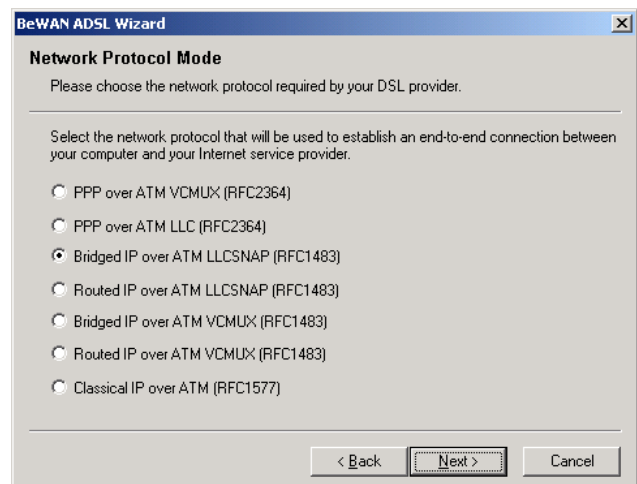 BeWAN ADSL Wizard
Network Protocol Mode
Please choose the network protocol required by your DSL provider.
Select the network protocol that will be used to establish an end-to-end connection between
your computer and your Internet service provider.
PPP over ATM VCMUX (RFC2364)
PPP over ATM LLC (RFC2364)
Bridged IP over ATM LLCSNAP (RFC1483)
Routed IP over ATM LLCSNAP (RFC1483)
Bridged IP over ATM VCMUX (RFC1483)
Routed IP over ATM VCMUX (RFC1483)
Classical IP over ATM (RFC1577)
< Back Next > Cancel